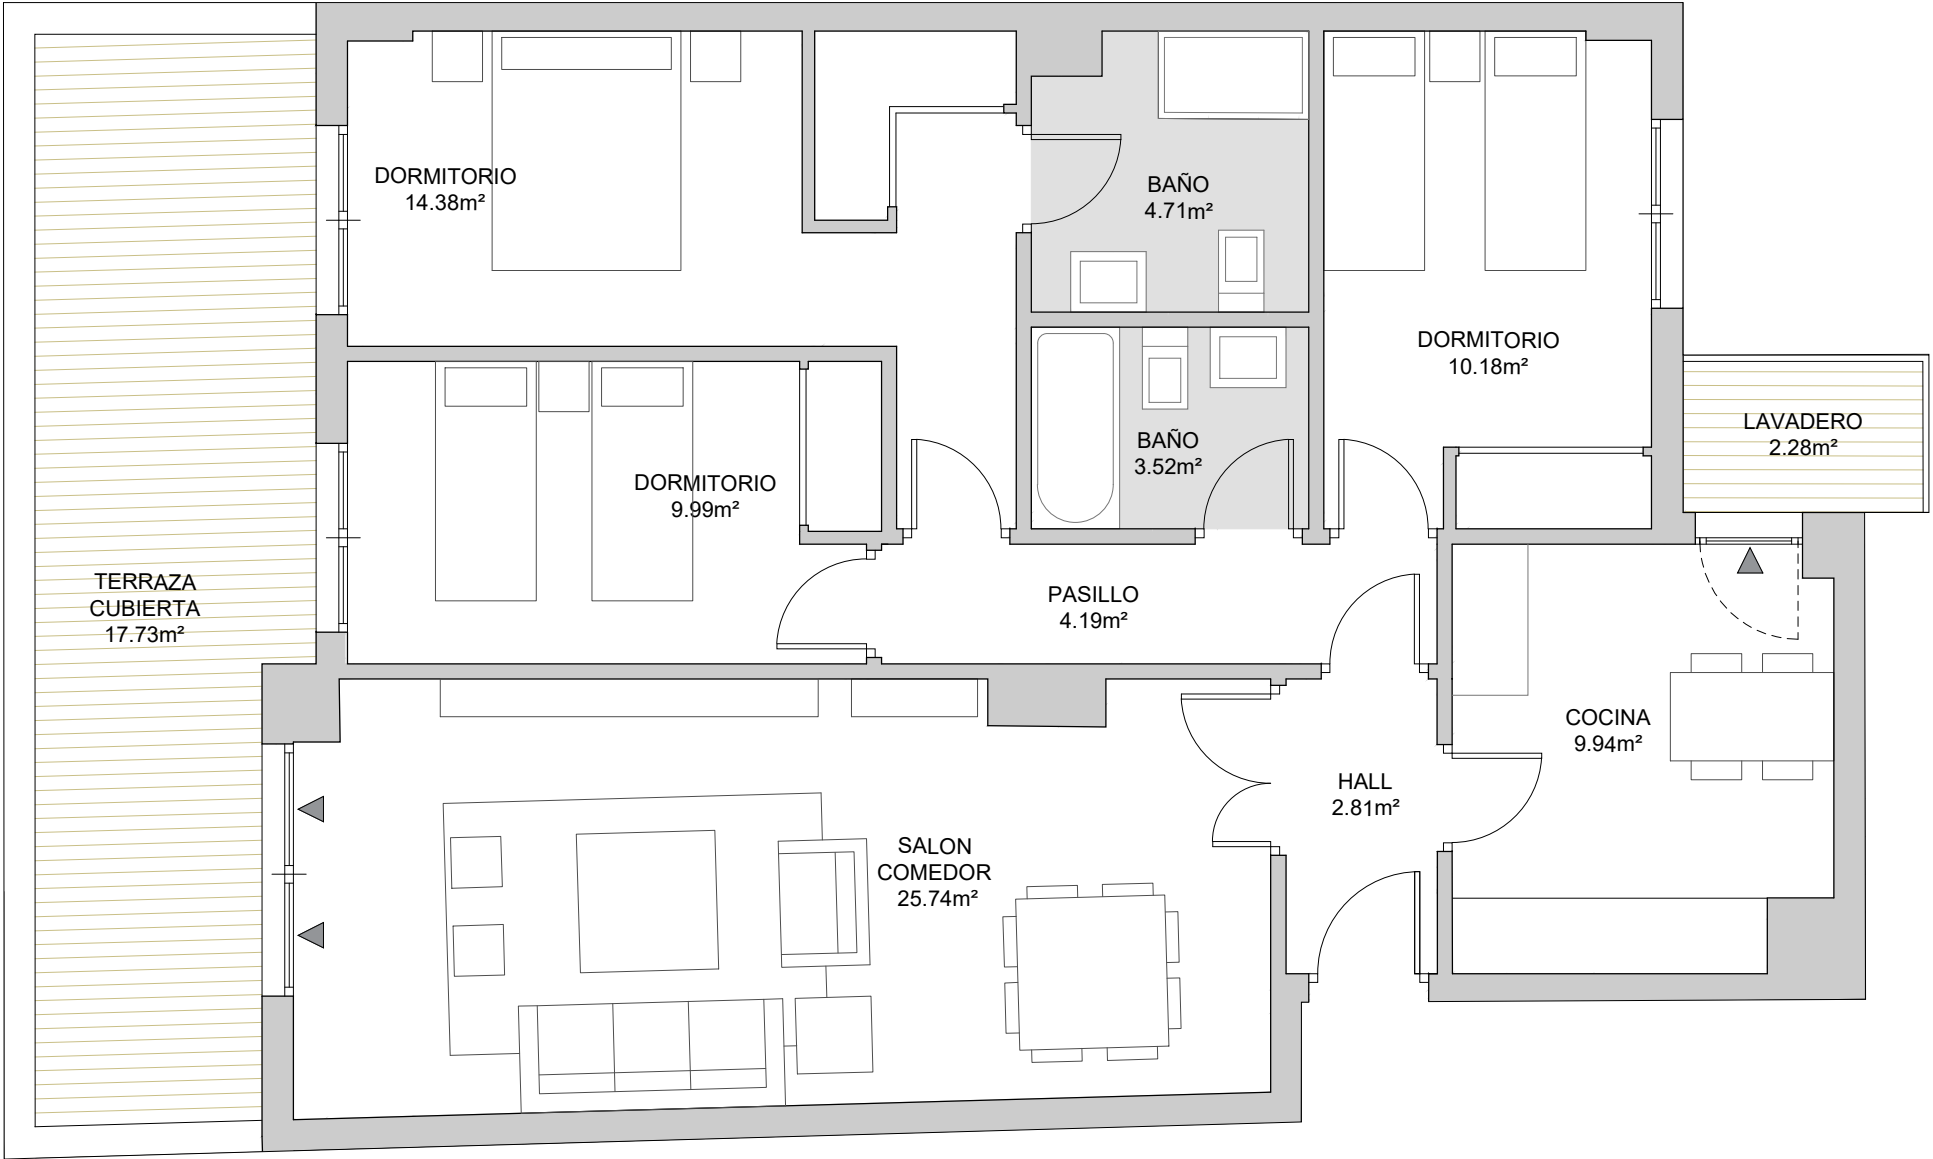 DORMITORIO
14.38m²
BAÑO
4.71m²
DORMITORIO
10.18m²
LAVADERO
2.28m²
BAÑO
3.52m²
DORMITORIO
9.99m²
TERRAZA
CUBIERTA
17.73m²
PASILLO
4.19m²
COCINA
9.94m²
HALL
2.81m²
SALON
COMEDOR
25.74m²